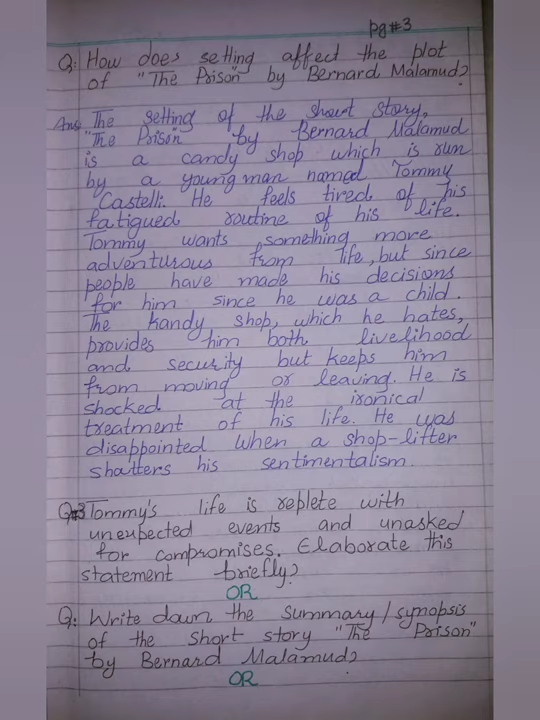 pg#3
Q: How does setting affect the plot
of "The Prison" by Bernard Malamud?
Ans The setting of the short story,
"The Prison by Bernard Malamud
is a candy shop which is run
by a young man named Tommy
Castelli. He feels tired of his
fatigued routine of his life.
Tommy wants something more
adventurous from life, but since
people have made his decisions
for him since he was a child.
The kandy shop, which he hates,
provides him both livelihood
and security but keeps him
from moving or leaving. He is
shocked at the ironical
treatment of his life. He was
disappointed when a shop-lifter
shatters his sentimentalism.
Q#3 Tommy's life is replete with
unexpected events and unasked
for compromises. Elaborate this
statement briefly?
OR
Q: Write down the summary/synopsis
of the short story "The Prison"
by Bernard Malamud?
OR